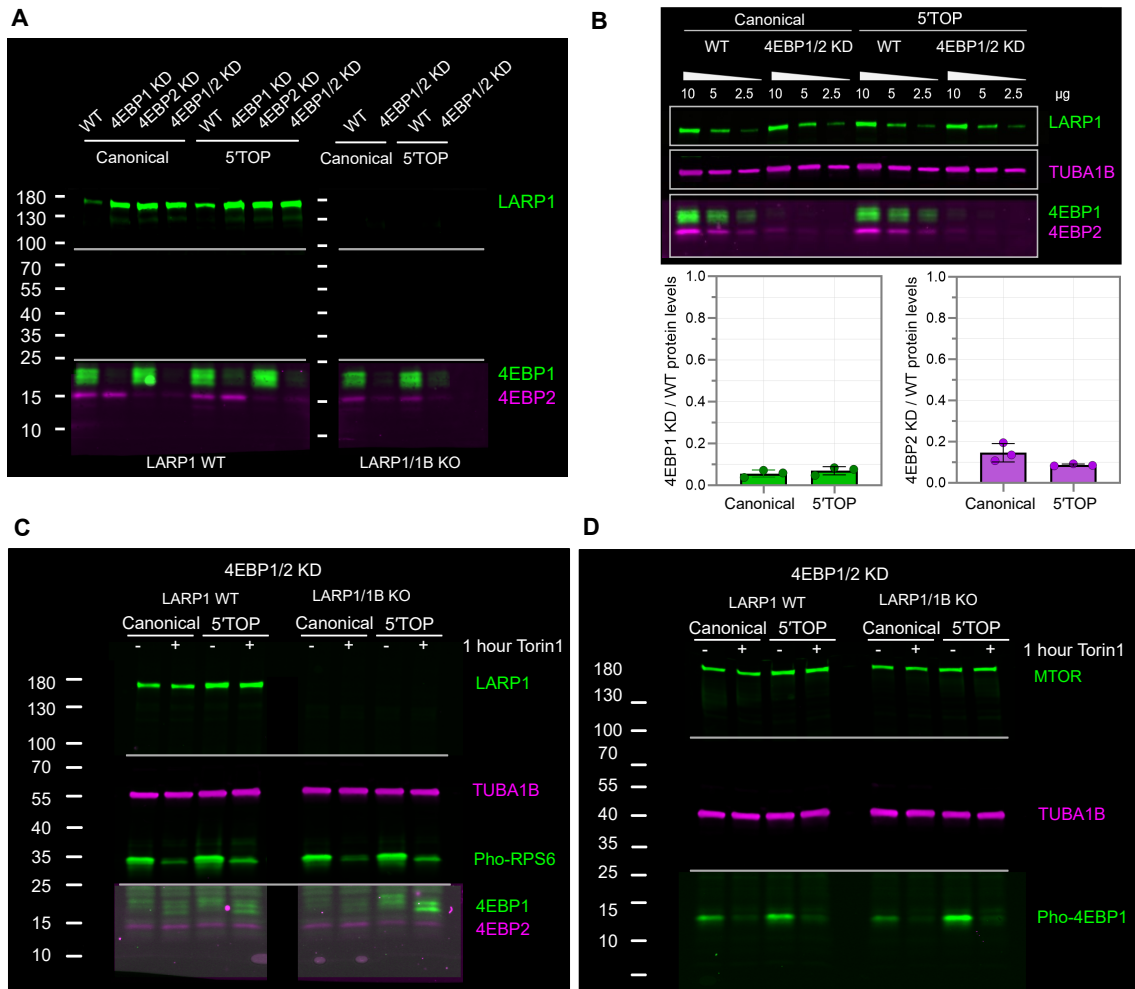 A
WT 4EBP1 KD 4EBP2 KD 4EBP1/2 KD WT 4EBP1 KD 4EBP2 KD 4EBP1/2 KD WT 4EBP1/2 KD WT 4EBP1/2 KD
Canonical 5′TOP Canonical 5′TOP
180 LARP1
130
100
70
55
40
35
25
4EBP1
15 4EBP2
10
LARP1 WT LARP1/1B KO
B
Canonical 5′TOP
WT 4EBP1/2 KD WT 4EBP1/2 KD
10 5 2.5 10 5 2.5 10 5 2.5 10 5 2.5 µg
LARP1
TUBA1B
4EBP1
4EBP2
4EBP1 KD / WT protein levels
1.0
0.8
0.6
0.4
0.2
0.0
Canonical 5′TOP
4EBP2 KD / WT protein levels
1.0
0.8
0.6
0.4
0.2
0.0
Canonical 5′TOP
C
4EBP1/2 KD
LARP1 WT LARP1/1B KO
Canonical 5′TOP Canonical 5′TOP
- + - + - + - + 1 hour Torin1
180 LARP1
130
100
70
TUBA1B
55
40
35 Pho-RPS6
25
4EBP1
15 4EBP2
10
D
4EBP1/2 KD
LARP1 WT LARP1/1B KO
Canonical 5′TOP Canonical 5′TOP
- + - + - + - + 1 hour Torin1
180 MTOR
130
100
70
55
40 TUBA1B
35
25
15 Pho-4EBP1
10